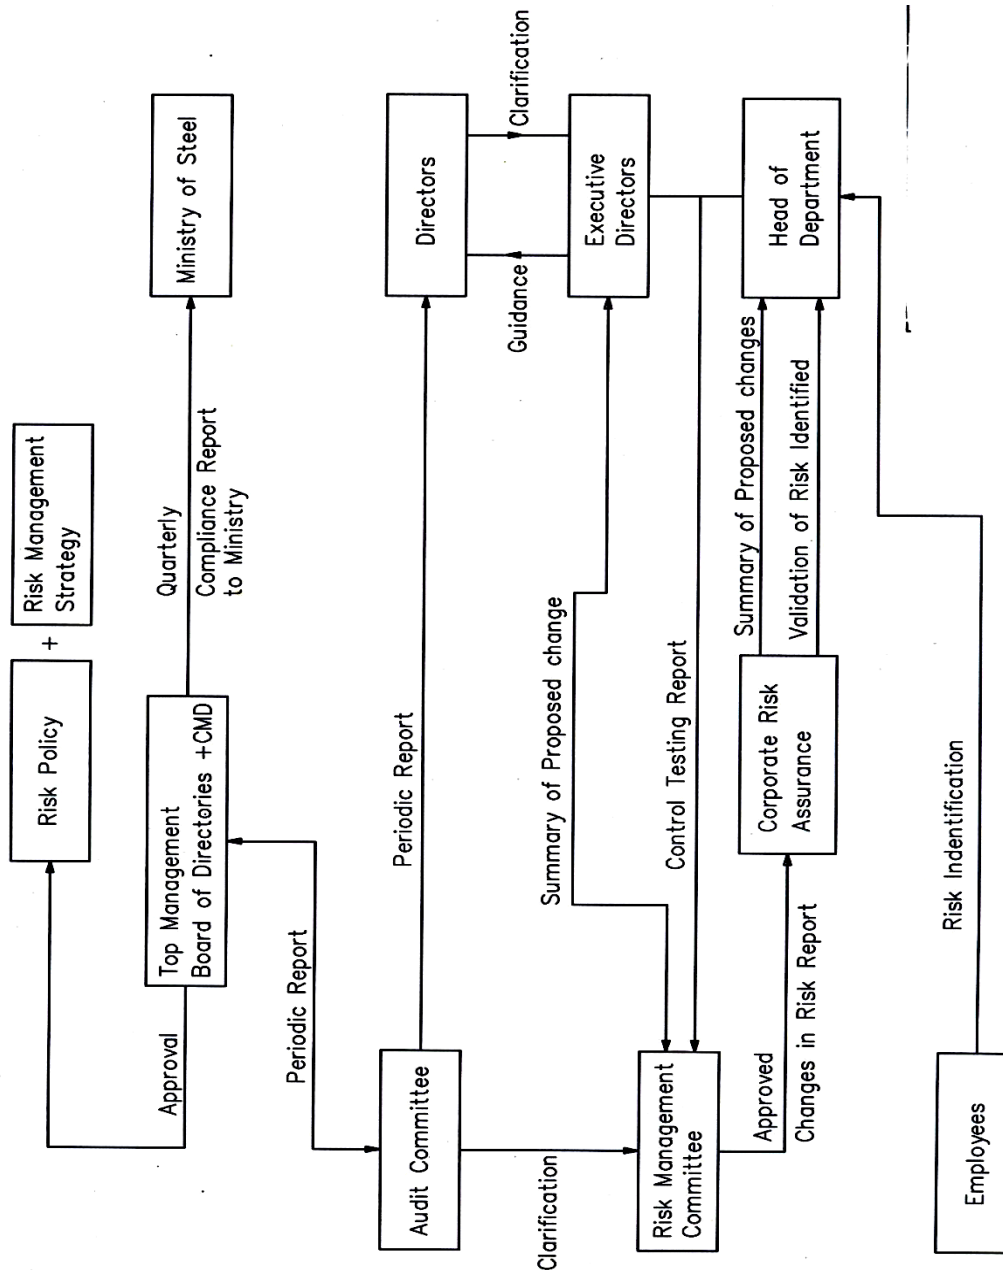 Risk Policy
+
Risk Management
Strategy
Approval
Top Management
Board of Directories +CMD
Quarterly
Compliance Report
to Ministry
Ministry of Steel
Periodic Report
Audit Committee
Periodic Report
Directors
Clarification
Guidance
Clarification
Summary of Proposed change
Executive
Directors
Risk Management
Committee
Control Testing Report
Approved
Changes in Risk Report
Corporate Risk
Assurance
Summary of Proposed changes
Validation of Risk Identified
Head of
Department
Employees
Risk Indentification